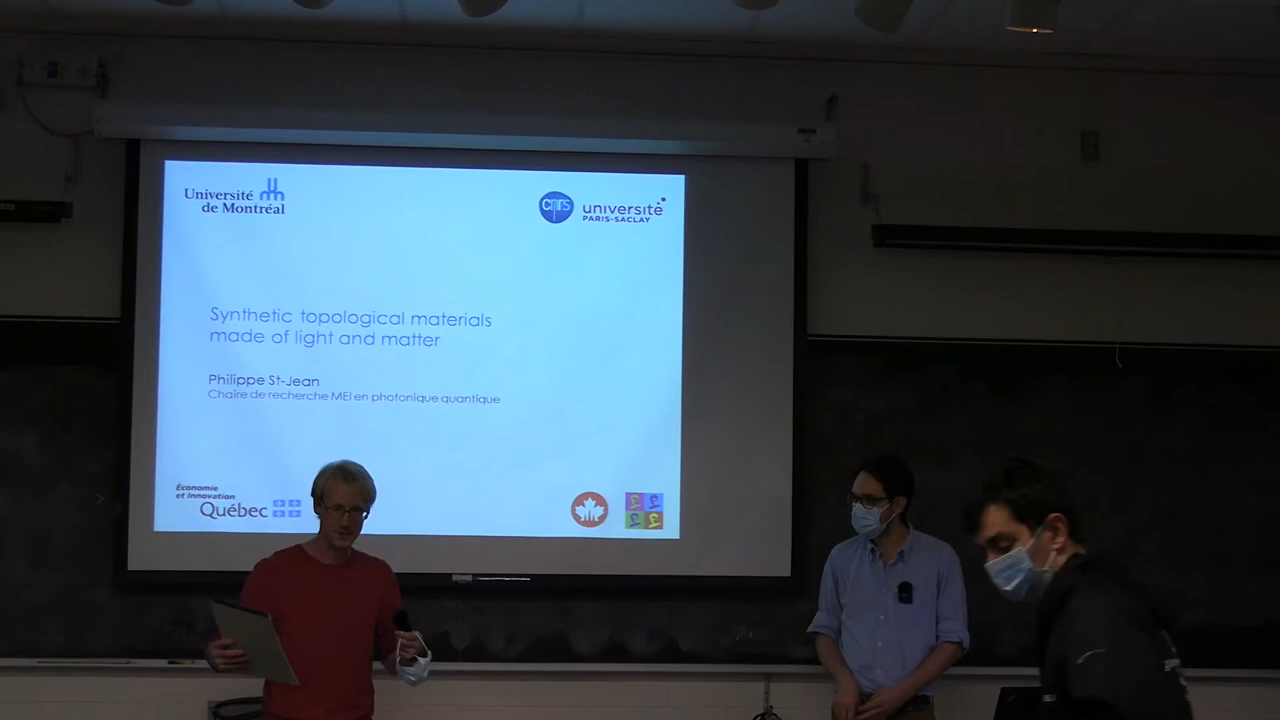 Université
de Montréal
cnrs
université
PARIS-SACLAY
Synthetic topological materials
made of light and matter
Philippe St-Jean
Chaire de recherche MEI en photonique quantique
Économie
et Innovation
Québec